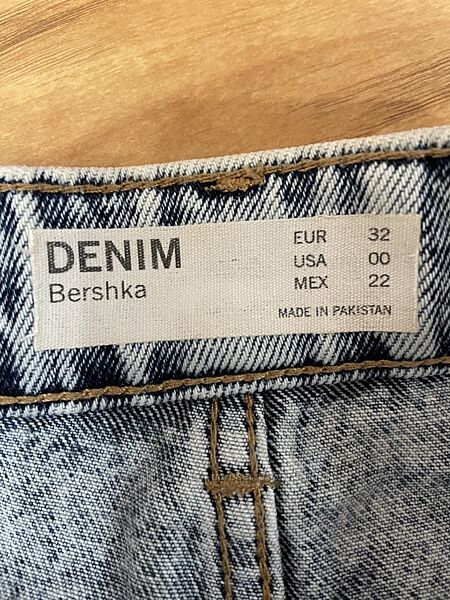 DENIM
Bershka
EUR 32
USA 00
MEX 22
MADE IN PAKISTAN